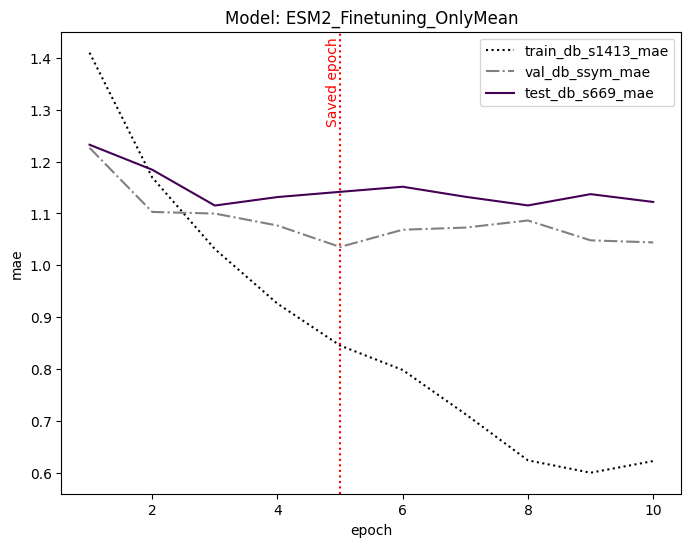 Model: ESM2_Finetuning_OnlyMean
train_db_s1413_mae
val_db_ssym_mae
test_db_s669_mae
Saved epoch
mae
1.4
1.3
1.2
1.1
1.0
0.9
0.8
0.7
0.6
2
4
6
8
10
epoch